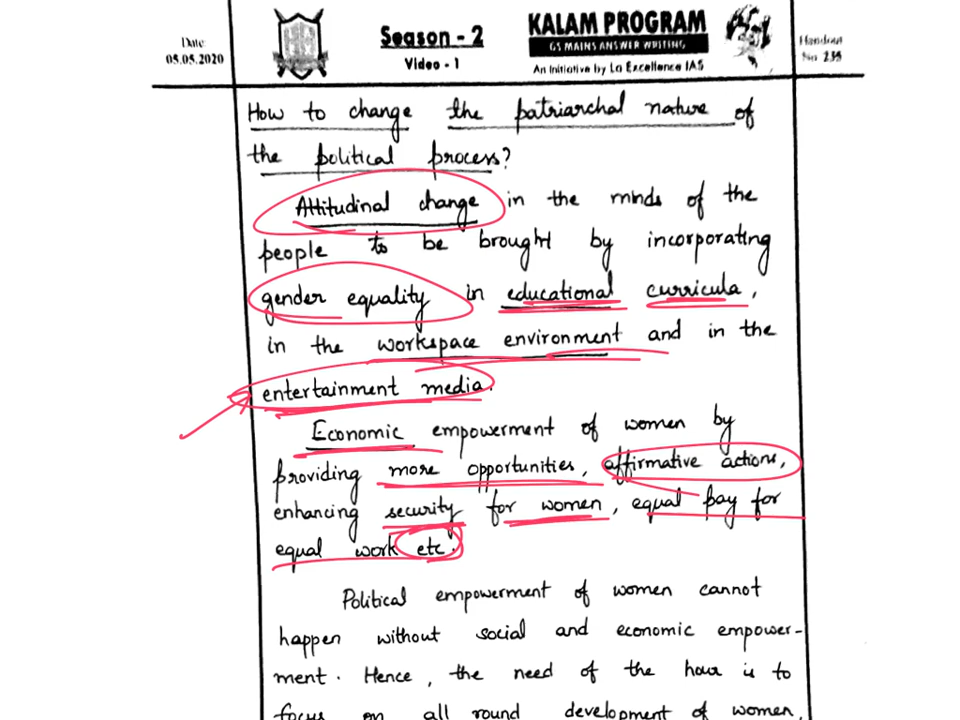 Date:
05.05.2020
Season - 2
Video - 1
KALAM PROGRAM
GS MAINS ANSWER WRITING
An Initiative by La Excellence IAS
Handout
No. 235
How to change the patriarchal nature of
the political process?
Attitudinal change in the minds of the
people to be brought by incorporating
gender equality in educational curricula,
in the workspace environment and in the
entertainment media.
Economic empowerment of women by
providing more opportunities, affirmative actions,
enhancing security for women, equal pay for
equal work etc.
Political empowerment of women cannot
happen without social and economic empower-
ment. Hence, the need of the hour is to
focus on all round development of women,